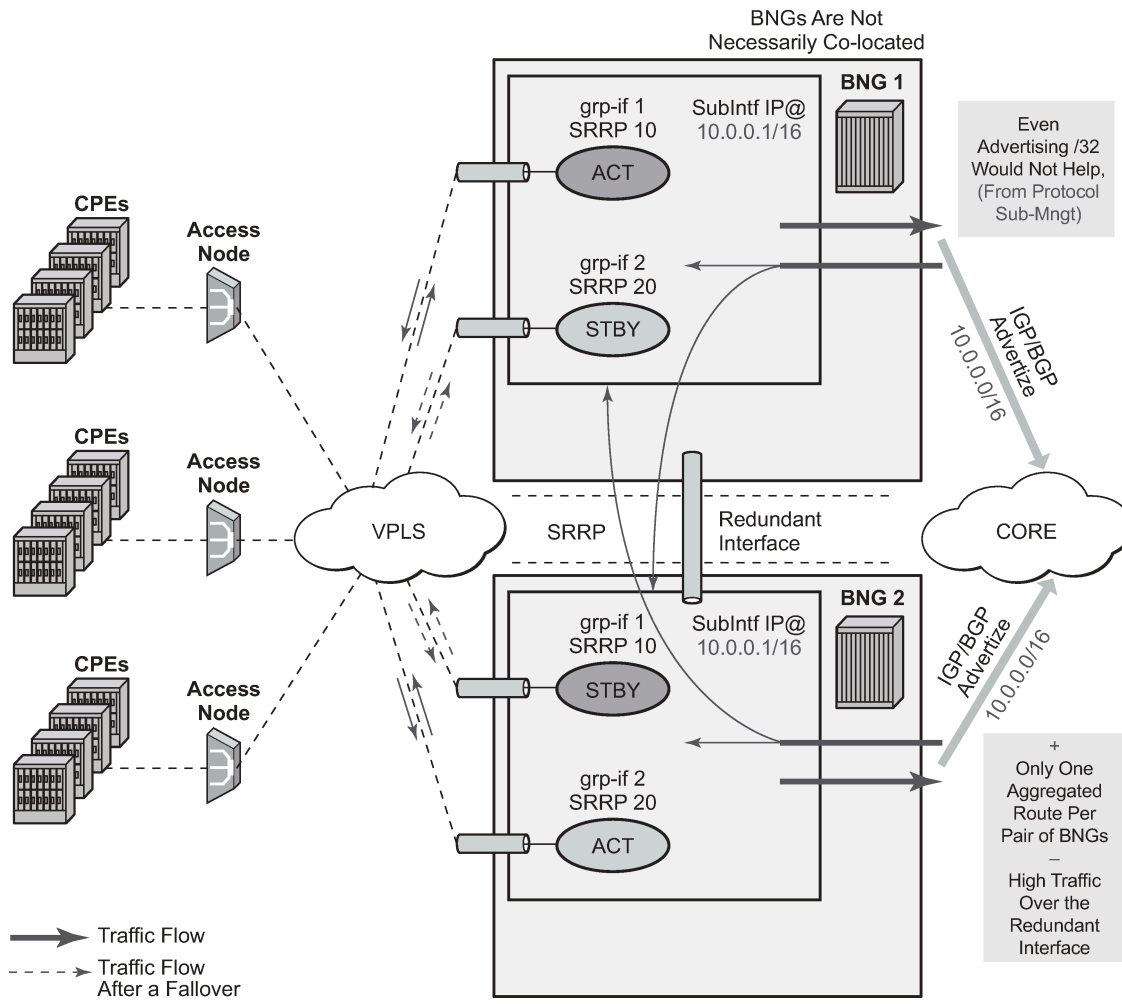 BNGs Are Not
Necessarily Co-located
BNG 1
grp-if 1
SRRP 10
SubIntf IP@
10.0.0.1/16
ACT
grp-if 2
SRRP 20
STBY
Even
Advertising /32
Would Not Help,
(From Protocol
Sub-Mngt)
CPEs
Access
Node
IGP/BGP
Advertize
10.0.0.0/16
CPEs
Access
Node
VPLS
SRRP
Redundant
Interface
CORE
BNG 2
grp-if 1
SRRP 10
SubIntf IP@
10.0.0.1/16
STBY
grp-if 2
SRRP 20
ACT
IGP/BGP
Advertize
10.0.0.0/16
CPEs
Access
Node
+
Only One
Aggregated
Route Per
Pair of BNGs
–
High Traffic
Over the
Redundant
Interface
Traffic Flow
Traffic Flow
After a Fallover